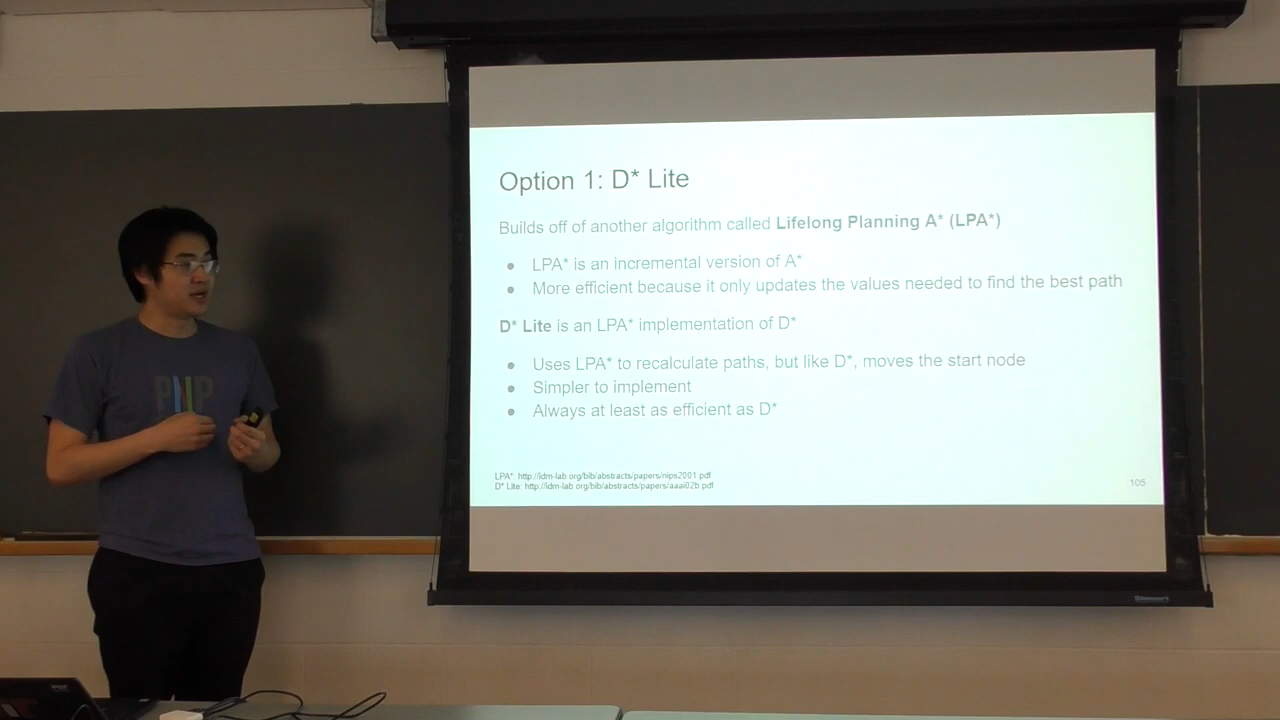 Option 1: D* Lite
Builds off of another algorithm called Lifelong Planning A* (LPA*)
● LPA* is an incremental version of A*
● More efficient because it only updates the values needed to find the best path
D* Lite is an LPA* implementation of D*
● Uses LPA* to recalculate paths, but like D*, moves the start node
● Simpler to implement
● Always at least as efficient as D*
LPA*: http://idm-lab.org/bib/abstracts/papers/nips2001.pdf
D* Lite: http://idm-lab.org/bib/abstracts/papers/aaai02b.pdf
105